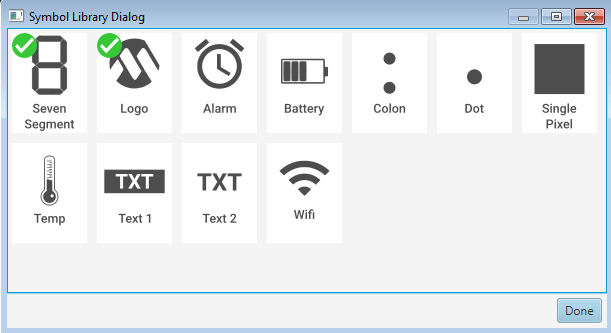 Symbol Library Dialog
Seven
Segment
Logo
Alarm
Battery
Colon
Dot
Single
Pixel
Temp
TXT
Text 1
TXT
Text 2
Wifi
Done